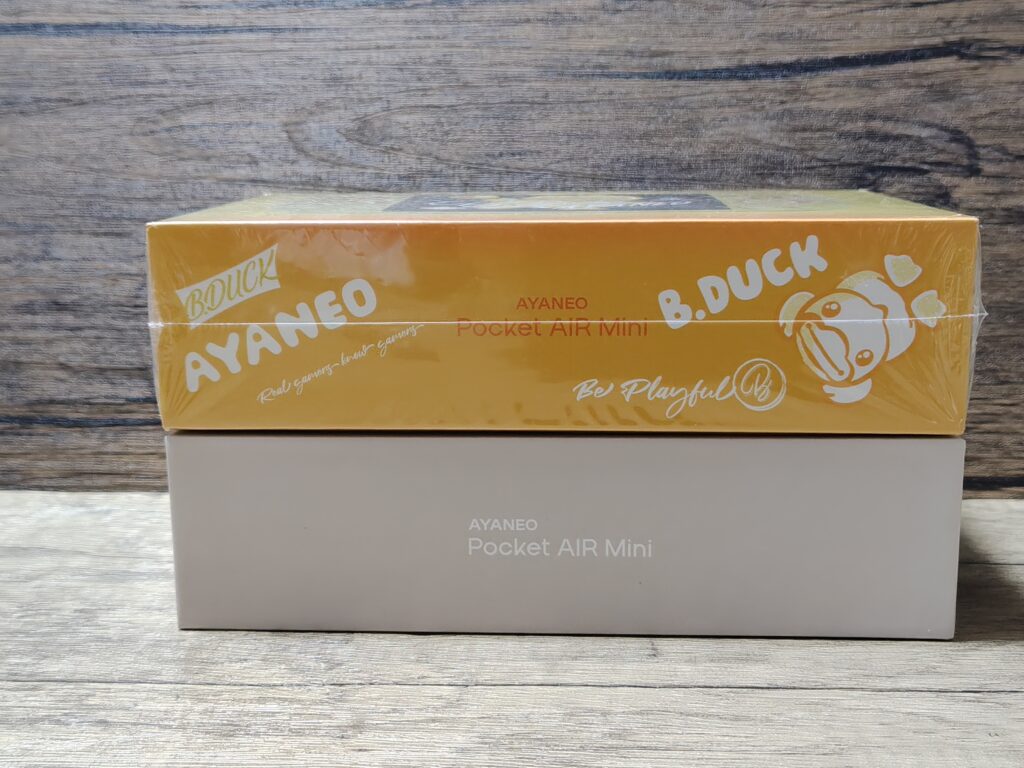 B.DUCK
AYANEO
Real gamers know gamers
AYANEO
Pocket AIR Mini
B.DUCK
Be Playful
AYANEO
Pocket AIR Mini